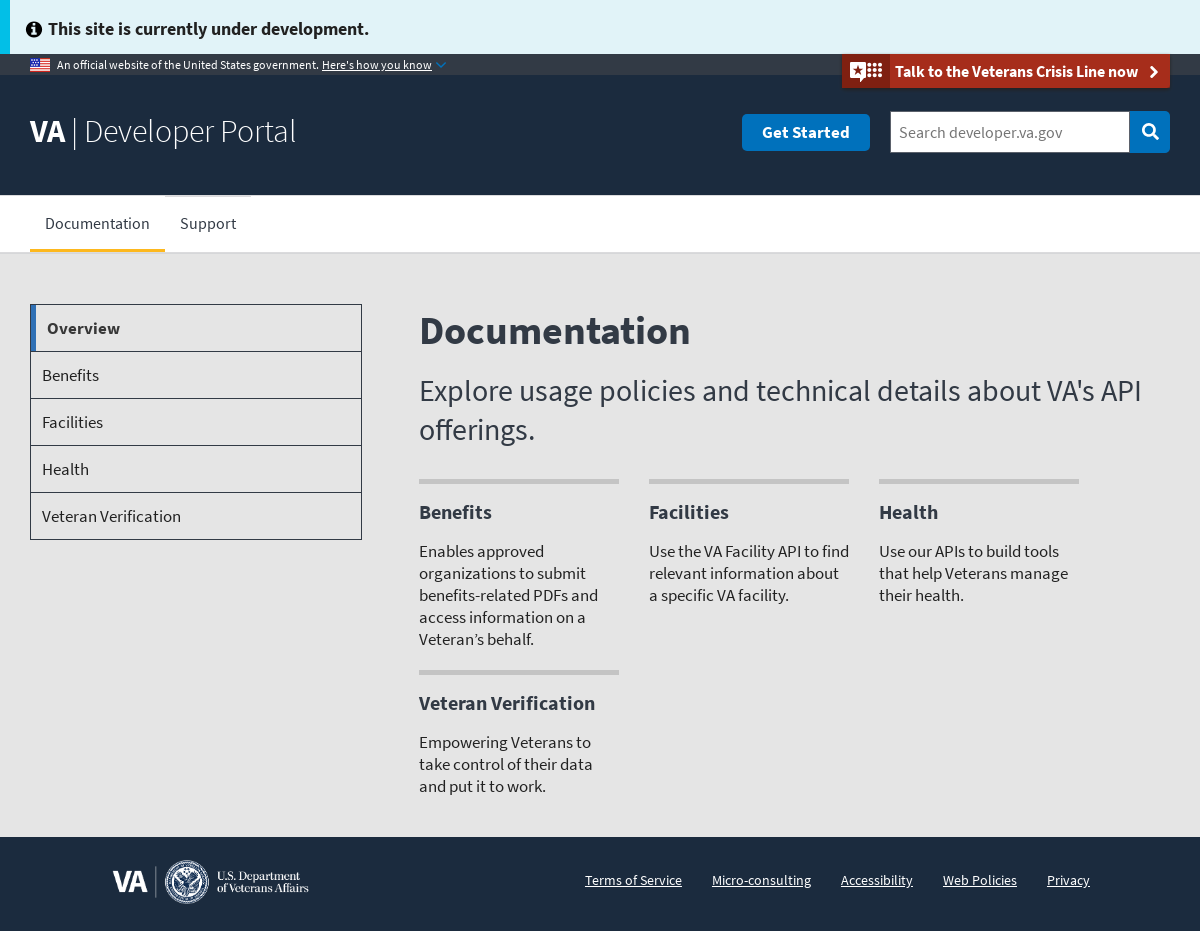 This site is currently under development.
An official website of the United States government. Here's how you know
Talk to the Veterans Crisis Line now
VA | Developer Portal
Get Started
Search developer.va.gov
Documentation
Support
Overview
Benefits
Facilities
Health
Veteran Verification
Documentation
Explore usage policies and technical details about VA's API
offerings.
Benefits
Enables approved
organizations to submit
benefits-related PDFs and
access information on a
Veteran’s behalf.
Facilities
Use the VA Facility API to find
relevant information about
a specific VA facility.
Health
Use our APIs to build tools
that help Veterans manage
their health.
Veteran Verification
Empowering Veterans to
take control of their data
and put it to work.
VA
U.S. Department
of Veterans Affairs
Terms of Service
Micro-consulting
Accessibility
Web Policies
Privacy